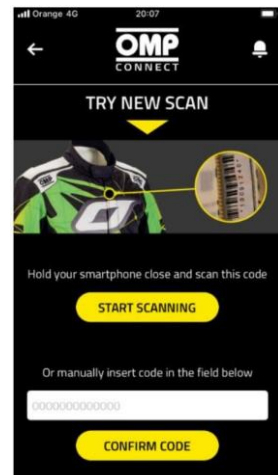 Orange 4G 20:07
OMP
CONNECT
TRY NEW SCAN
Hold your smartphone close and scan this code
START SCANNING
Or manually insert code in the field below
0000000000000
CONFIRM CODE